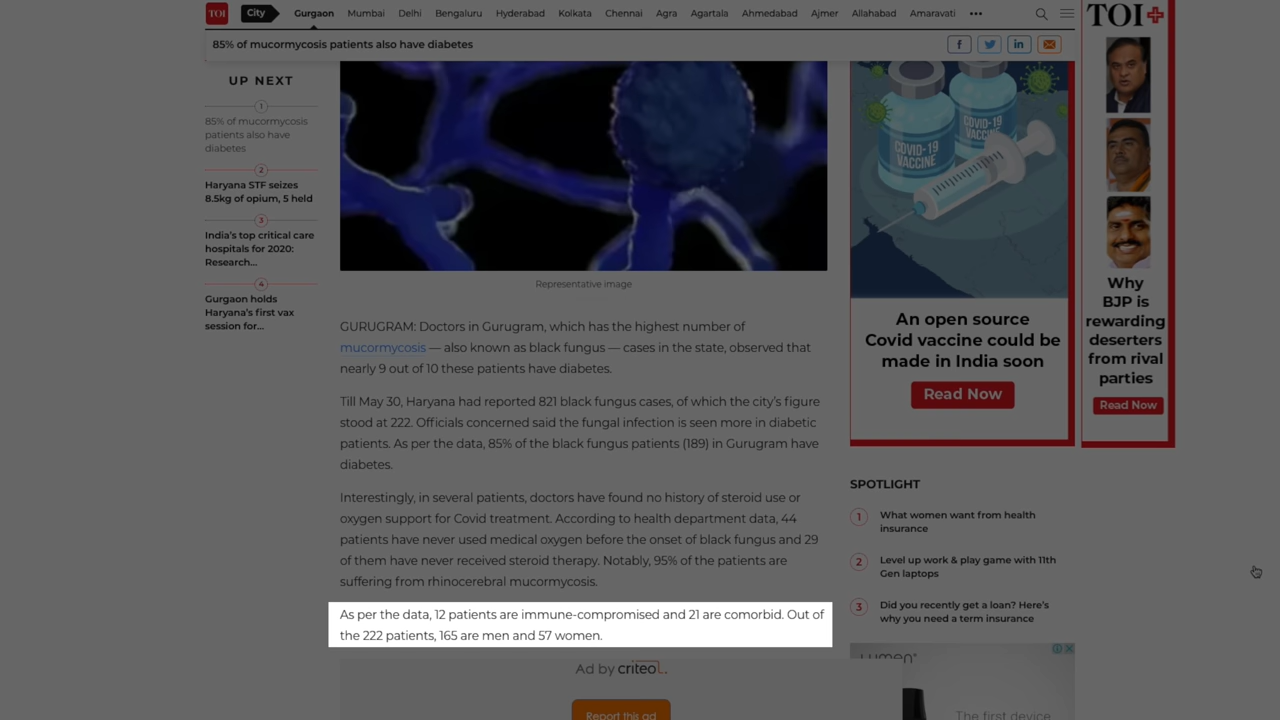 TOI
City
Gurgaon
Mumbai
Delhi
Bengaluru
Hyderabad
Kolkata
Chennai
Agra
Agartala
Ahmedabad
Ajmer
Allahabad
Amaravati
•••
85% of mucormycosis patients also have diabetes
f
in
UP NEXT
1
85% of mucormycosis
patients also have
diabetes
2
Haryana STF seizes
8.5kg of opium, 5 held
3
India's top critical care
hospitals for 2020:
Research...
4
Gurgaon holds
Haryana's first vax
session for...
Representative image
GURUGRAM: Doctors in Gurugram, which has the highest number of
mucormycosis — also known as black fungus — cases in the state, observed that
nearly 9 out of 10 these patients have diabetes.
Till May 30, Haryana had reported 821 black fungus cases, of which the city's figure
stood at 222. Officials concerned said the fungal infection is seen more in diabetic
patients. As per the data, 85% of the black fungus patients (189) in Gurugram have
diabetes.
Interestingly, in several patients, doctors have found no history of steroid use or
oxygen support for Covid treatment. According to health department data, 44
patients have never used medical oxygen before the onset of black fungus and 29
of them have never received steroid therapy. Notably, 95% of the patients are
suffering from rhinocerebral mucormycosis.
As per the data, 12 patients are immune-compromised and 21 are comorbid. Out of
the 222 patients, 165 are men and 57 women.
Ad by criteo.
Report this ad
COVID-19
VACCINE
COVID-19
VACCINE
An open source
Covid vaccine could be
made in India soon
Read Now
SPOTLIGHT
1
What women want from health
insurance
2
Level up work & play game with 11th
Gen laptops
3
Did you recently get a loan? Here's
why you need a term insurance
The first device
TOI+
Why
BJP is
rewarding
deserters
from rival
parties
Read Now